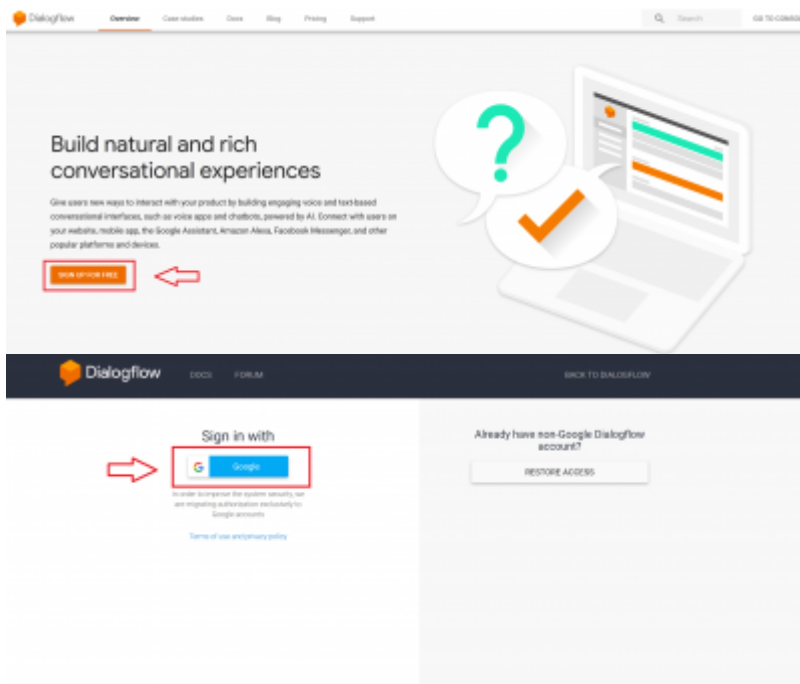 Dialogflow
Overview
Case studies
Docs
Blog
Pricing
Support
Search
GO TO CONSO
Build natural and rich
conversational experiences
Give users new ways to interact with your product by building engaging voice and text-based
conversational interfaces, such as voice apps and chatbots, powered by AI. Connect with users on
your website, mobile app, the Google Assistant, Amazon Alexa, Facebook Messenger, and other
popular platforms and devices.
SIGN UP FOR FREE
Dialogflow
DOCS
FORUM
BACK TO DIALOGFLOW
Sign in with
G Google
In order to improve the system security, we
are migrating authorization exclusively to
Google accounts
Terms of use and privacy policy
Already have non-Google Dialogflow
account?
RESTORE ACCESS